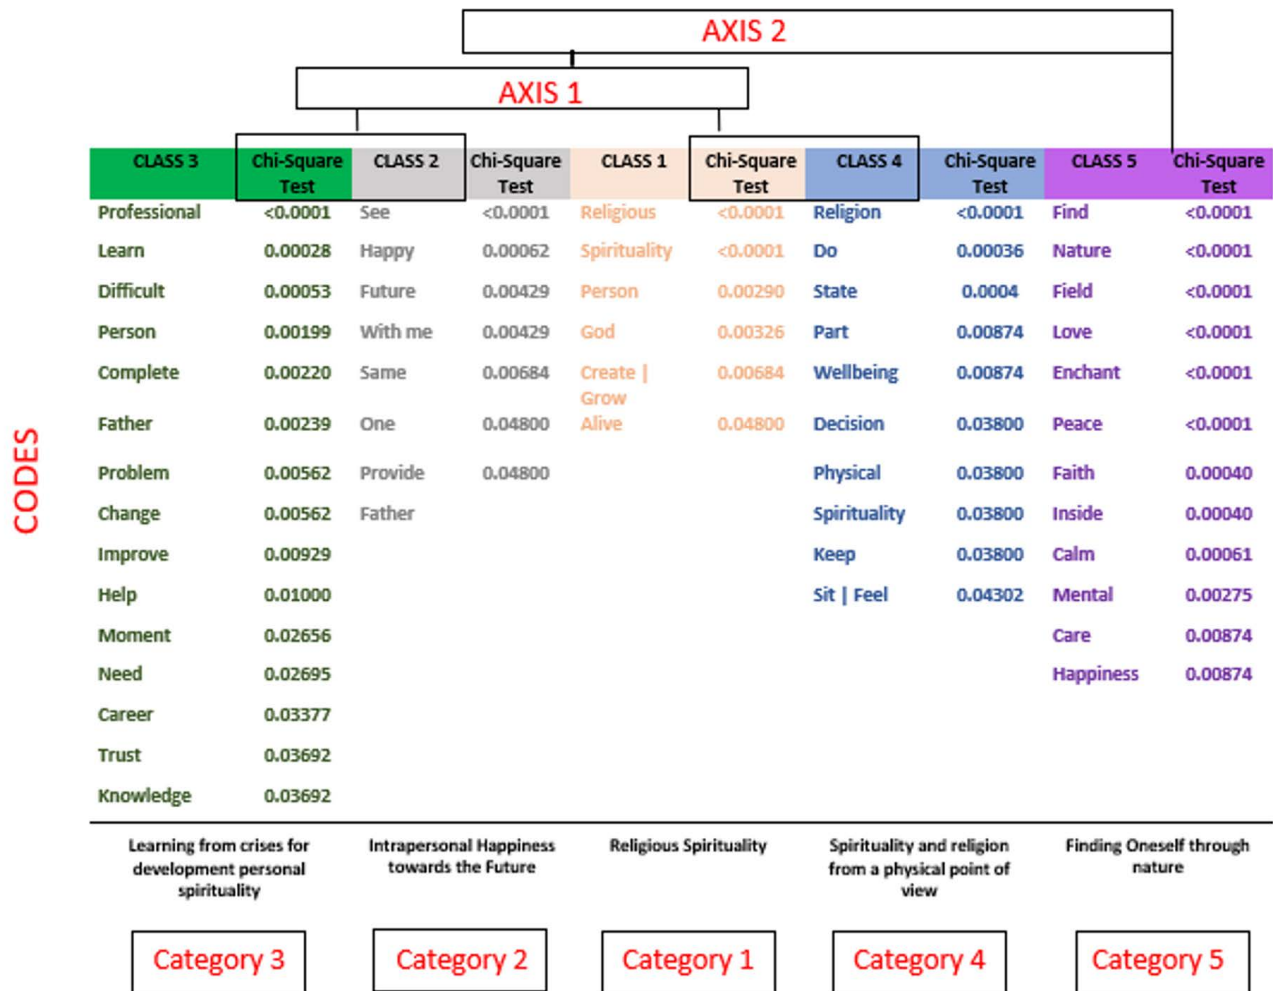 AXIS 2
AXIS 1
CLASS 3 Chi-Square CLASS 2 Chi-Square CLASS 1 Chi-Square CLASS 4 Chi-Square CLASS 5 Chi-Square
Test Test Test Test Test
Professional <0.0001 See <0.0001 Religious <0.0001 Religion <0.0001 Find <0.0001
Learn 0.00028 Happy 0.00062 Spirituality <0.0001 Do 0.00036 Nature <0.0001
Difficult 0.00053 Future 0.00429 Person 0.00290 State 0.0004 Field <0.0001
Person 0.00199 With me 0.00429 God 0.00326 Part 0.00874 Love <0.0001
Complete 0.00220 Same 0.00684 Create | 0.00684 Wellbeing 0.00874 Enchant <0.0001
Grow
Father 0.00239 One 0.04800 Alive 0.04800 Decision 0.03800 Peace <0.0001
Problem 0.00562 Provide 0.04800 Physical 0.03800 Faith 0.00040
Change 0.00562 Father Spirituality 0.03800 Inside 0.00040
Improve 0.00929 Keep 0.03800 Calm 0.00061
Help 0.01000 Sit | Feel 0.04302 Mental 0.00275
Moment 0.02656 Care 0.00874
Need 0.02695 Happiness 0.00874
Career 0.03377
Trust 0.03692
Knowledge 0.03692
CODES
Learning from crises for Intrapersonal Happiness Religious Spirituality Spirituality and religion Finding Oneself through
development personal towards the Future from a physical point of nature
spirituality view
Category 3 Category 2 Category 1 Category 4 Category 5